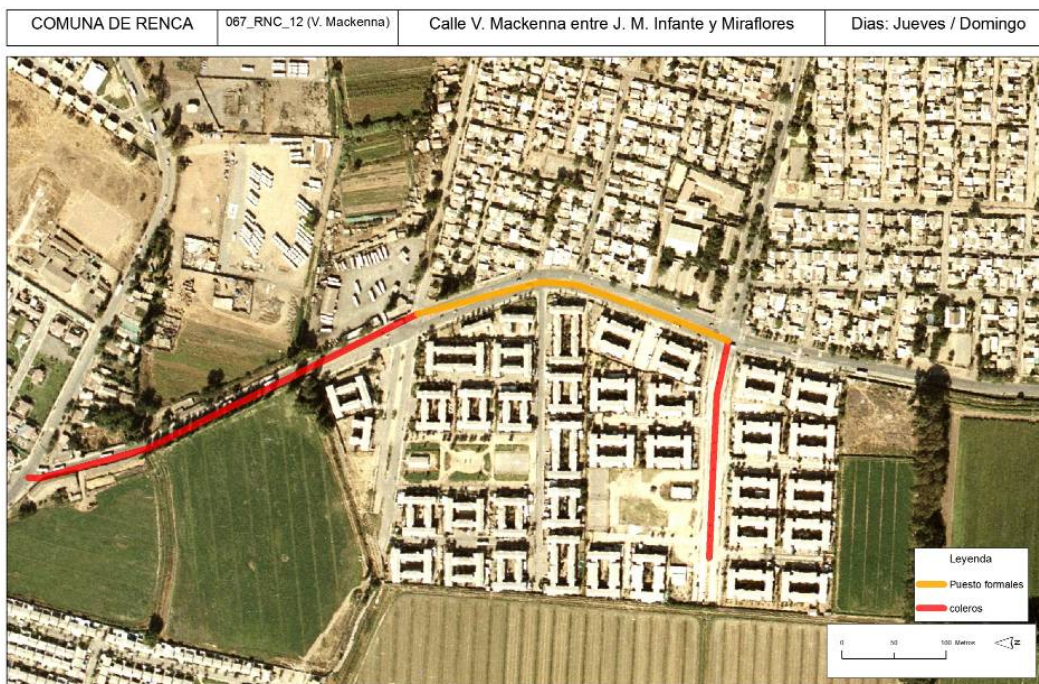 COMUNA DE RENCA
067_RNC_12 (V. Mackenna)
Calle V. Mackenna entre J. M. Infante y Miraflores
Dias: Jueves / Domingo
Leyenda
Puesto formales
coleros
0 50 100 Metros
N